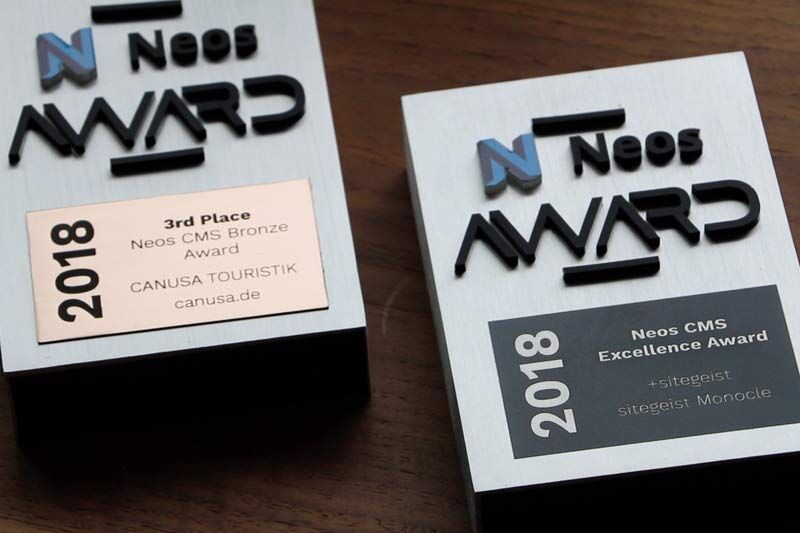 N Neos
AWARD
2018
3rd Place
Neos CMS Bronze
Award
CANUSA TOURISTIK
canusa.de
N Neos
AWARD
2018
Neos CMS
Excellence Award
+sitegeist
sitegeist Monocle